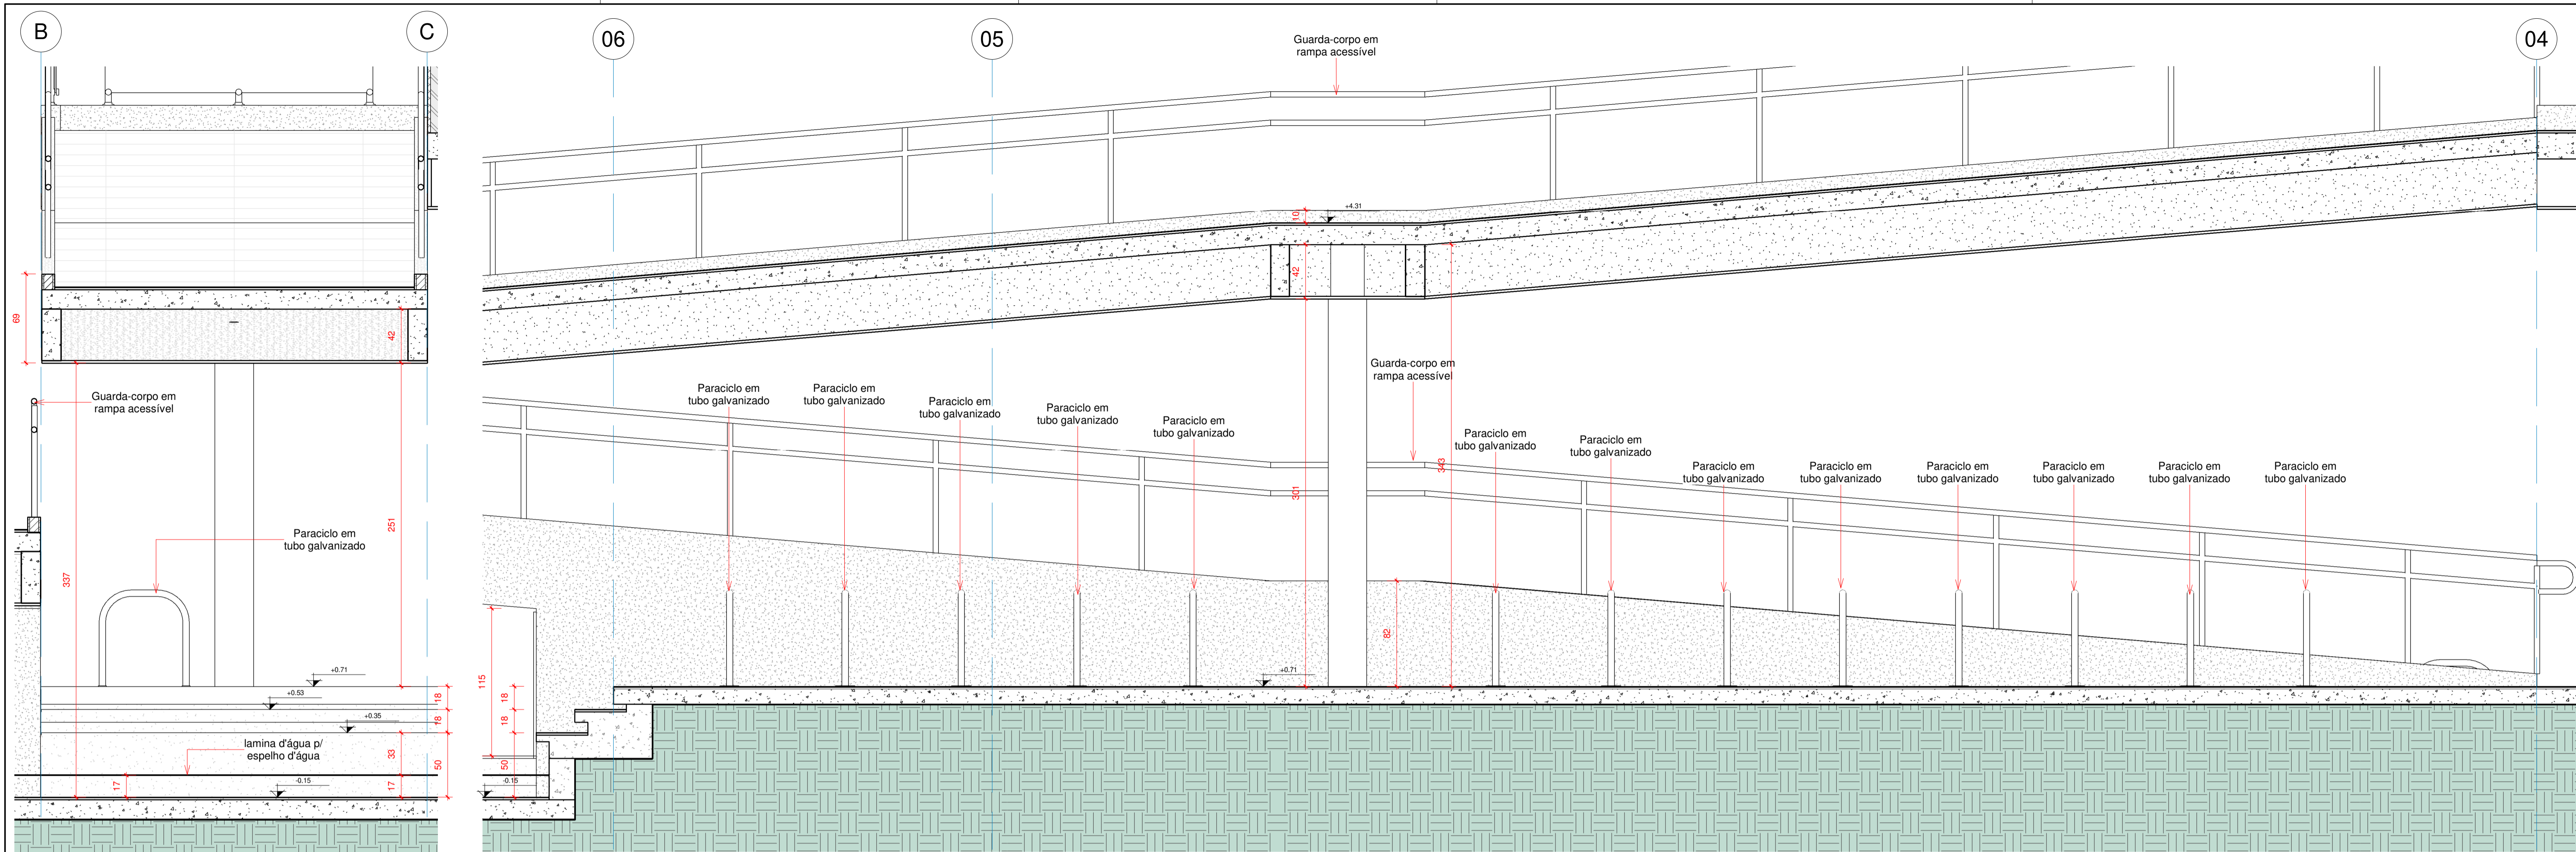 B
C
06
05
04
Guarda-corpo em
rampa acessível
+4.31
10
42
69
42
Guarda-corpo em
rampa acessível
Guarda-corpo em
rampa acessível
Paraciclo em
tubo galvanizado
Paraciclo em
tubo galvanizado
Paraciclo em
tubo galvanizado
Paraciclo em
tubo galvanizado
Paraciclo em
tubo galvanizado
Paraciclo em
tubo galvanizado
Paraciclo em
tubo galvanizado
Paraciclo em
tubo galvanizado
Paraciclo em
tubo galvanizado
Paraciclo em
tubo galvanizado
Paraciclo em
tubo galvanizado
Paraciclo em
tubo galvanizado
Paraciclo em
tubo galvanizado
343
301
251
Paraciclo em
tubo galvanizado
337
82
115
+0.71
+0.71
+0.53
+0.35
18
18
18
18
lamina d'água p/
espelho d'água
33
50
50
-0.15
-0.15
17
17